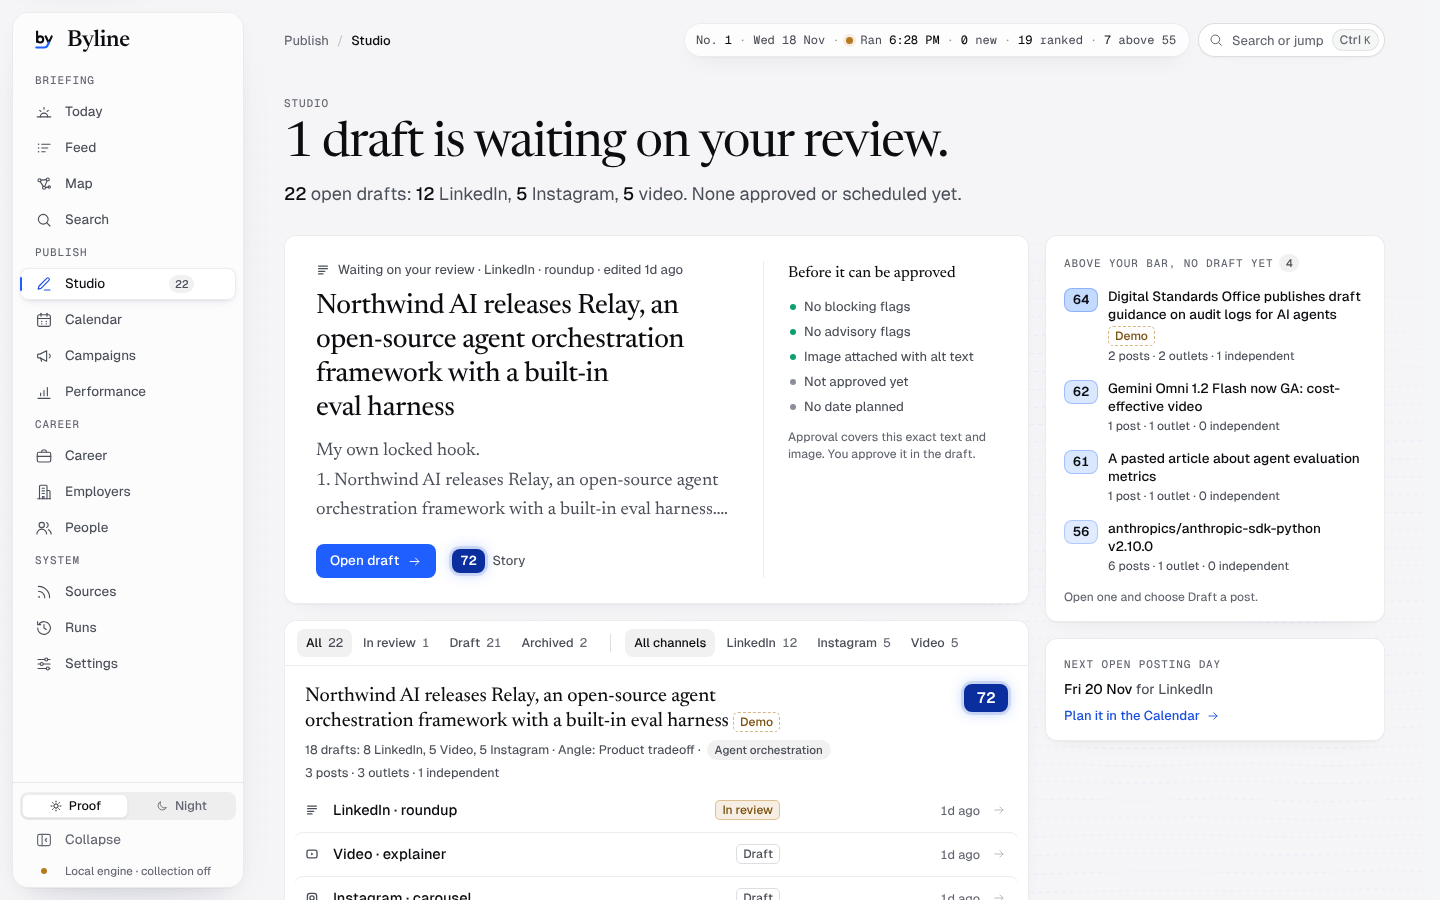 by Byline
BRIEFING
Today
Feed
Map
Search
PUBLISH
Studio 22
Calendar
Campaigns
Performance
CAREER
Career
Employers
People
SYSTEM
Sources
Runs
Settings
Proof Night
Collapse
Local engine · collection off
Publish / Studio
No. 1 · Wed 18 Nov · Ran 6:28 PM · 0 new · 19 ranked · 7 above 55
Search or jump Ctrl K
STUDIO
1 draft is waiting on your review.
22 open drafts: 12 LinkedIn, 5 Instagram, 5 video. None approved or scheduled yet.
Waiting on your review · LinkedIn · roundup · edited 1d ago
Northwind AI releases Relay, an
open-source agent orchestration
framework with a built-in
eval harness
My own locked hook.
1. Northwind AI releases Relay, an open-source agent
orchestration framework with a built-in eval harness....
Open draft → 72 Story
Before it can be approved
No blocking flags
No advisory flags
Image attached with alt text
Not approved yet
No date planned
Approval covers this exact text and
image. You approve it in the draft.
All 22 In review 1 Draft 21 Archived 2 All channels LinkedIn 12 Instagram 5 Video 5
Northwind AI releases Relay, an open-source agent
orchestration framework with a built-in eval harness Demo
72
18 drafts: 8 LinkedIn, 5 Video, 5 Instagram · Angle: Product tradeoff · Agent orchestration
3 posts · 3 outlets · 1 independent
LinkedIn · roundup In review 1d ago →
Video · explainer Draft 1d ago →
Instagram · carousel Draft 1d ago →
ABOVE YOUR BAR, NO DRAFT YET 4
64 Digital Standards Office publishes draft
guidance on audit logs for AI agents
Demo
2 posts · 2 outlets · 1 independent
62 Gemini Omni 1.2 Flash now GA: cost-
effective video
1 post · 1 outlet · 0 independent
61 A pasted article about agent evaluation
metrics
1 post · 1 outlet · 0 independent
56 anthropics/anthropic-sdk-python
v2.10.0
6 posts · 1 outlet · 0 independent
Open one and choose Draft a post.
NEXT OPEN POSTING DAY
Fri 20 Nov for LinkedIn
Plan it in the Calendar →